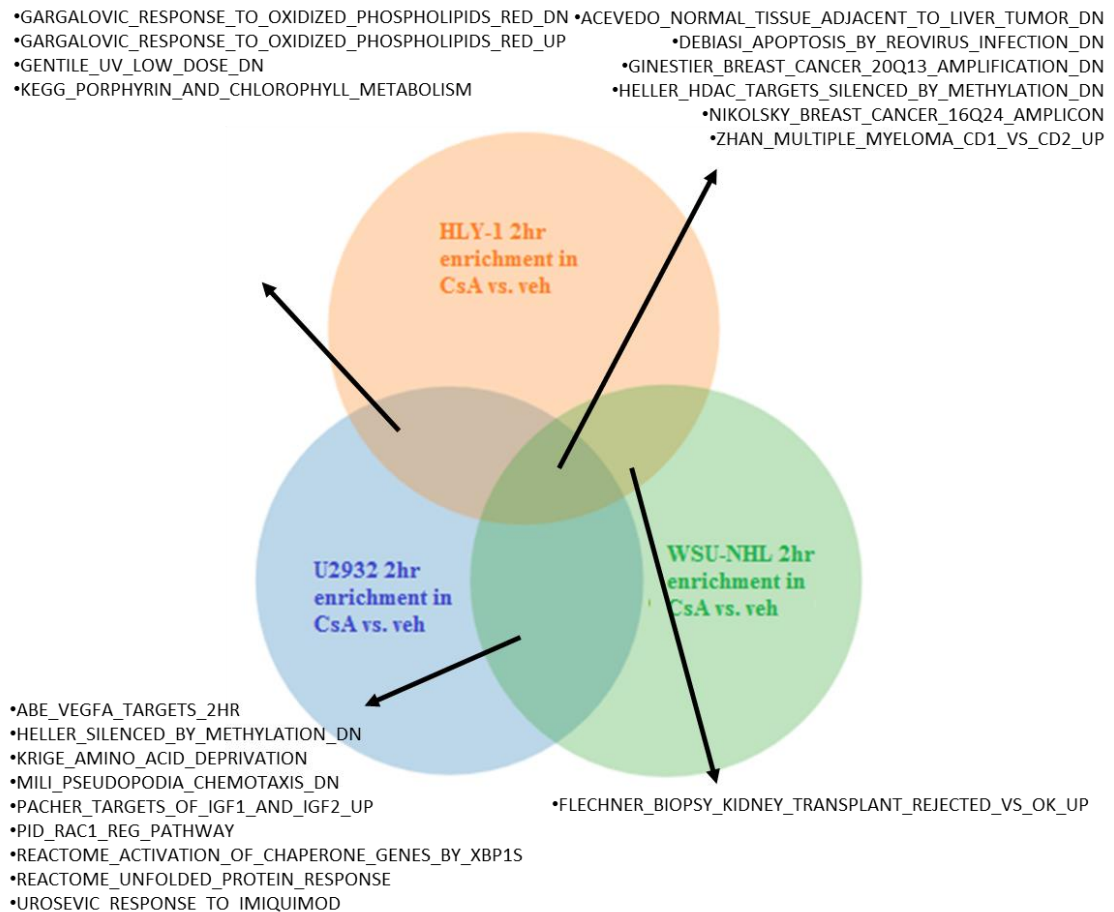 •GARGALOVIC_RESPONSE_TO_OXIDIZED_PHOSPHOLIPIDS_RED_DN
•GARGALOVIC_RESPONSE_TO_OXIDIZED_PHOSPHOLIPIDS_RED_UP
•GENTILE_UV_LOW_DOSE_DN
•KEGG_PORPHYRIN_AND_CHLOROPHYLL_METABOLISM
•ACEVEDO_NORMAL_TISSUE_ADJACENT_TO_LIVER_TUMOR_DN
•DEBIASI_APOPTOSIS_BY_REOVIRUS_INFECTION_DN
•GINESTIER_BREAST_CANCER_20Q13_AMPLIFICATION_DN
•HELLER_HDAC_TARGETS_SILENCED_BY_METHYLATION_DN
•NIKOLSKY_BREAST_CANCER_16Q24_AMPLICON
•ZHAN_MULTIPLE_MYELOMA_CD1_VS_CD2_UP
HLY-1 2hr
enrichment in
CsA vs. veh
U2932 2hr
enrichment in
CsA vs. veh
WSU-NHL 2hr
enrichment in
CsA vs. veh
•ABE_VEGFA_TARGETS_2HR
•HELLER_SILENCED_BY_METHYLATION_DN
•KRIGE_AMINO_ACID_DEPRIVATION
•MILI_PSEUDOPODIA_CHEMOTAXIS_DN
•PACHER_TARGETS_OF_IGF1_AND_IGF2_UP
•PID_RAC1_REG_PATHWAY
•REACTOME_ACTIVATION_OF_CHAPERONE_GENES_BY_XBP1S
•REACTOME_UNFOLDED_PROTEIN_RESPONSE
•UROSEVIC_RESPONSE_TO_IMIQUIMOD
•FLECHNER_BIOPSY_KIDNEY_TRANSPLANT_REJECTED_VS_OK_UP